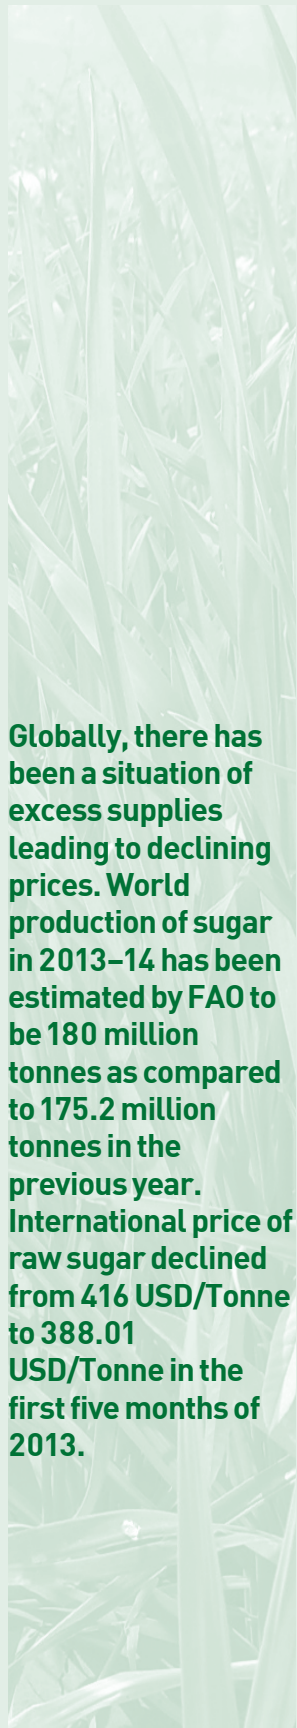 Globally, there has
been a situation of
excess supplies
leading to declining
prices. World
production of sugar
in 2013–14 has been
estimated by FAO to
be 180 million
tonnes as compared
to 175.2 million
tonnes in the
previous year.
International price of
raw sugar declined
from 416 USD/Tonne
to 388.01
USD/Tonne in the
first five months of
2013.